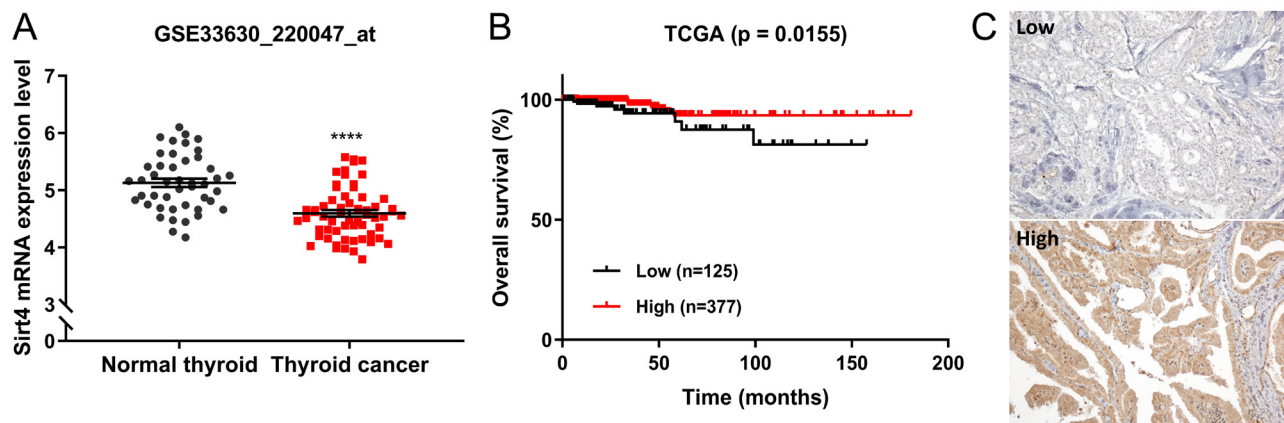 A
GSE33630_220047_at
Sirt4 mRNA expression level
7
6
5
4
3
0
****
Normal thyroid
Thyroid cancer
B
TCGA (p = 0.0155)
Overall survival (%)
100
50
0
Low (n=125)
High (n=377)
0
50
100
150
200
Time (months)
C
Low
High